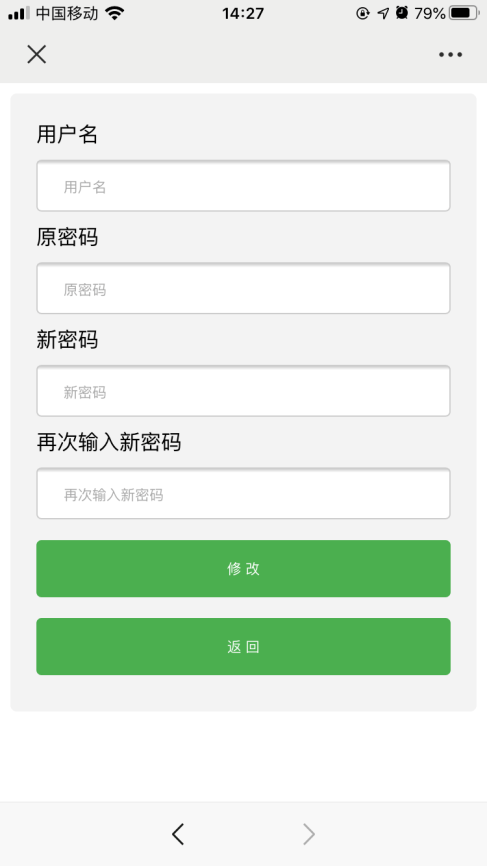 中国移动
14:27
79%
用户名
用户名
原密码
原密码
新密码
新密码
再次输入新密码
再次输入新密码
修 改
返 回